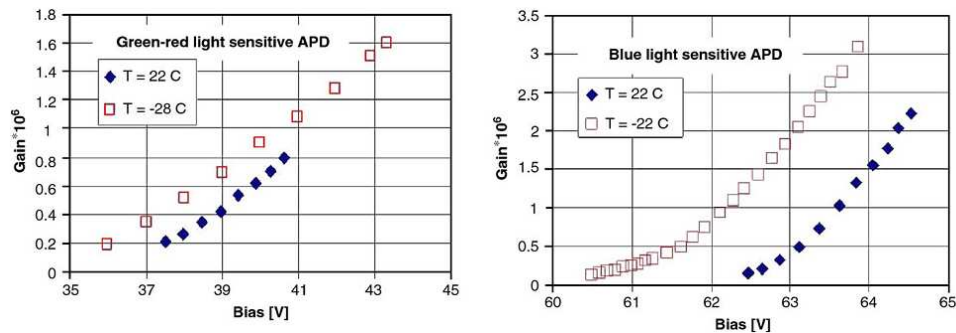 Green-red light sensitive APD
T = 22 C
T = -28 C
Gain*10⁶
1.8
1.6
1.4
1.2
1
0.8
0.6
0.4
0.2
0
35 37 39 41 43 45
Bias [V]
Blue light sensitive APD
T = 22 C
T = -22 C
Gain*10⁶
3.5
3
2.5
2
1.5
1
0.5
0
60 61 62 63 64 65
Bias [V]